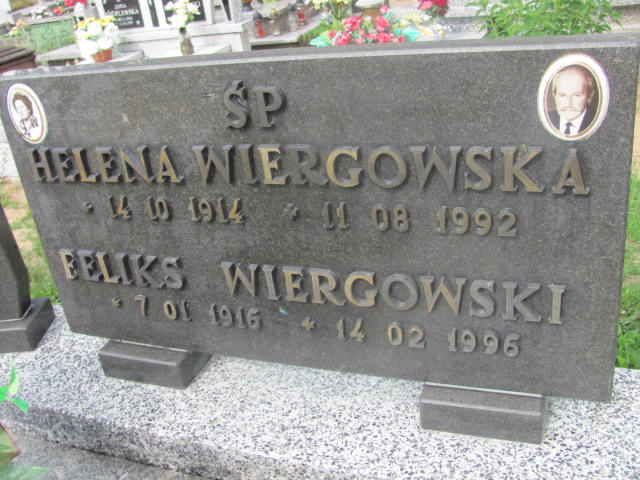 ŚP
HELENA WIERGOWSKA
* 14 10 1914 * 11 08 1992
FELIKS WIERGOWSKI
* 7 01 1916 * 14 02 1996